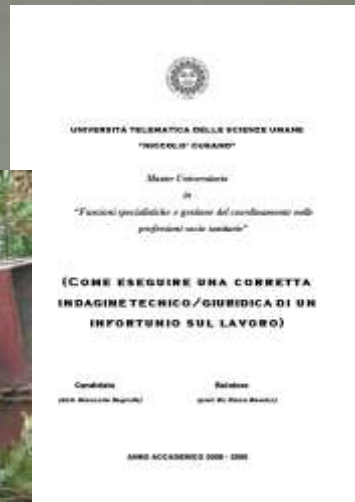 UNIVERSITÀ TELEMATICA DELLE SCIENZE UMANE
"NICCOLO' CUSANO"
Master Universitario
in
"Funzioni specialistiche e gestione del coordinamento nelle
professioni socio sanitarie"
(COME ESEGUIRE UNA CORRETTA
INDAGINE TECNICO/GIURIDICA DI UN
INFORTUNIO SUL LAVORO)
Candidato Relatore
ANNO ACCADEMICO 2008 -